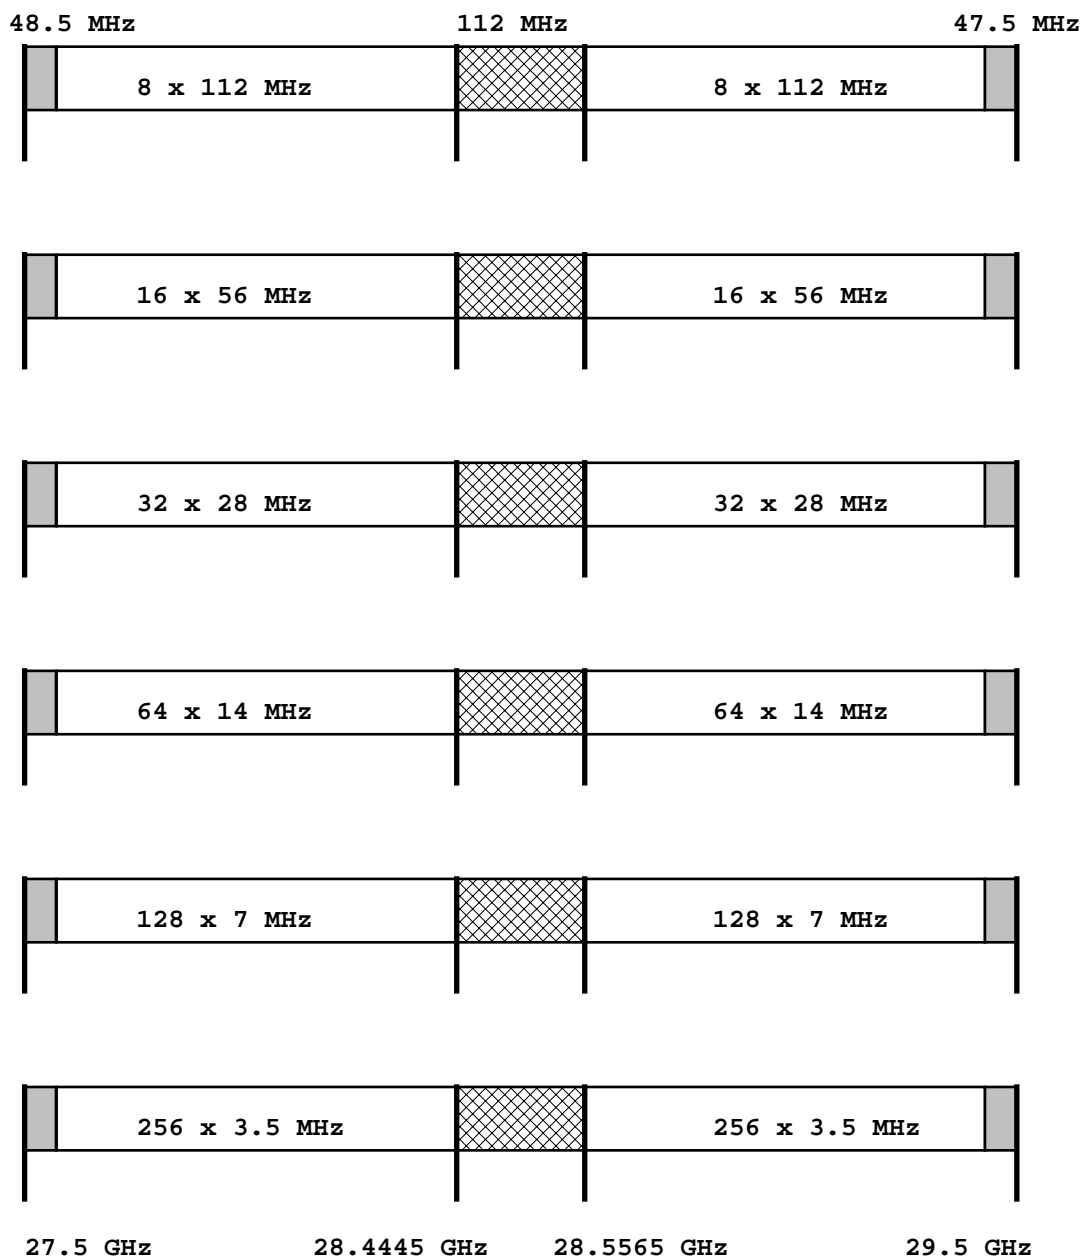 48.5 MHz 112 MHz 47.5 MHz
8 x 112 MHz 8 x 112 MHz
16 x 56 MHz 16 x 56 MHz
32 x 28 MHz 32 x 28 MHz
64 x 14 MHz 64 x 14 MHz
128 x 7 MHz 128 x 7 MHz
256 x 3.5 MHz 256 x 3.5 MHz
27.5 GHz 28.4445 GHz 28.5565 GHz 29.5 GHz